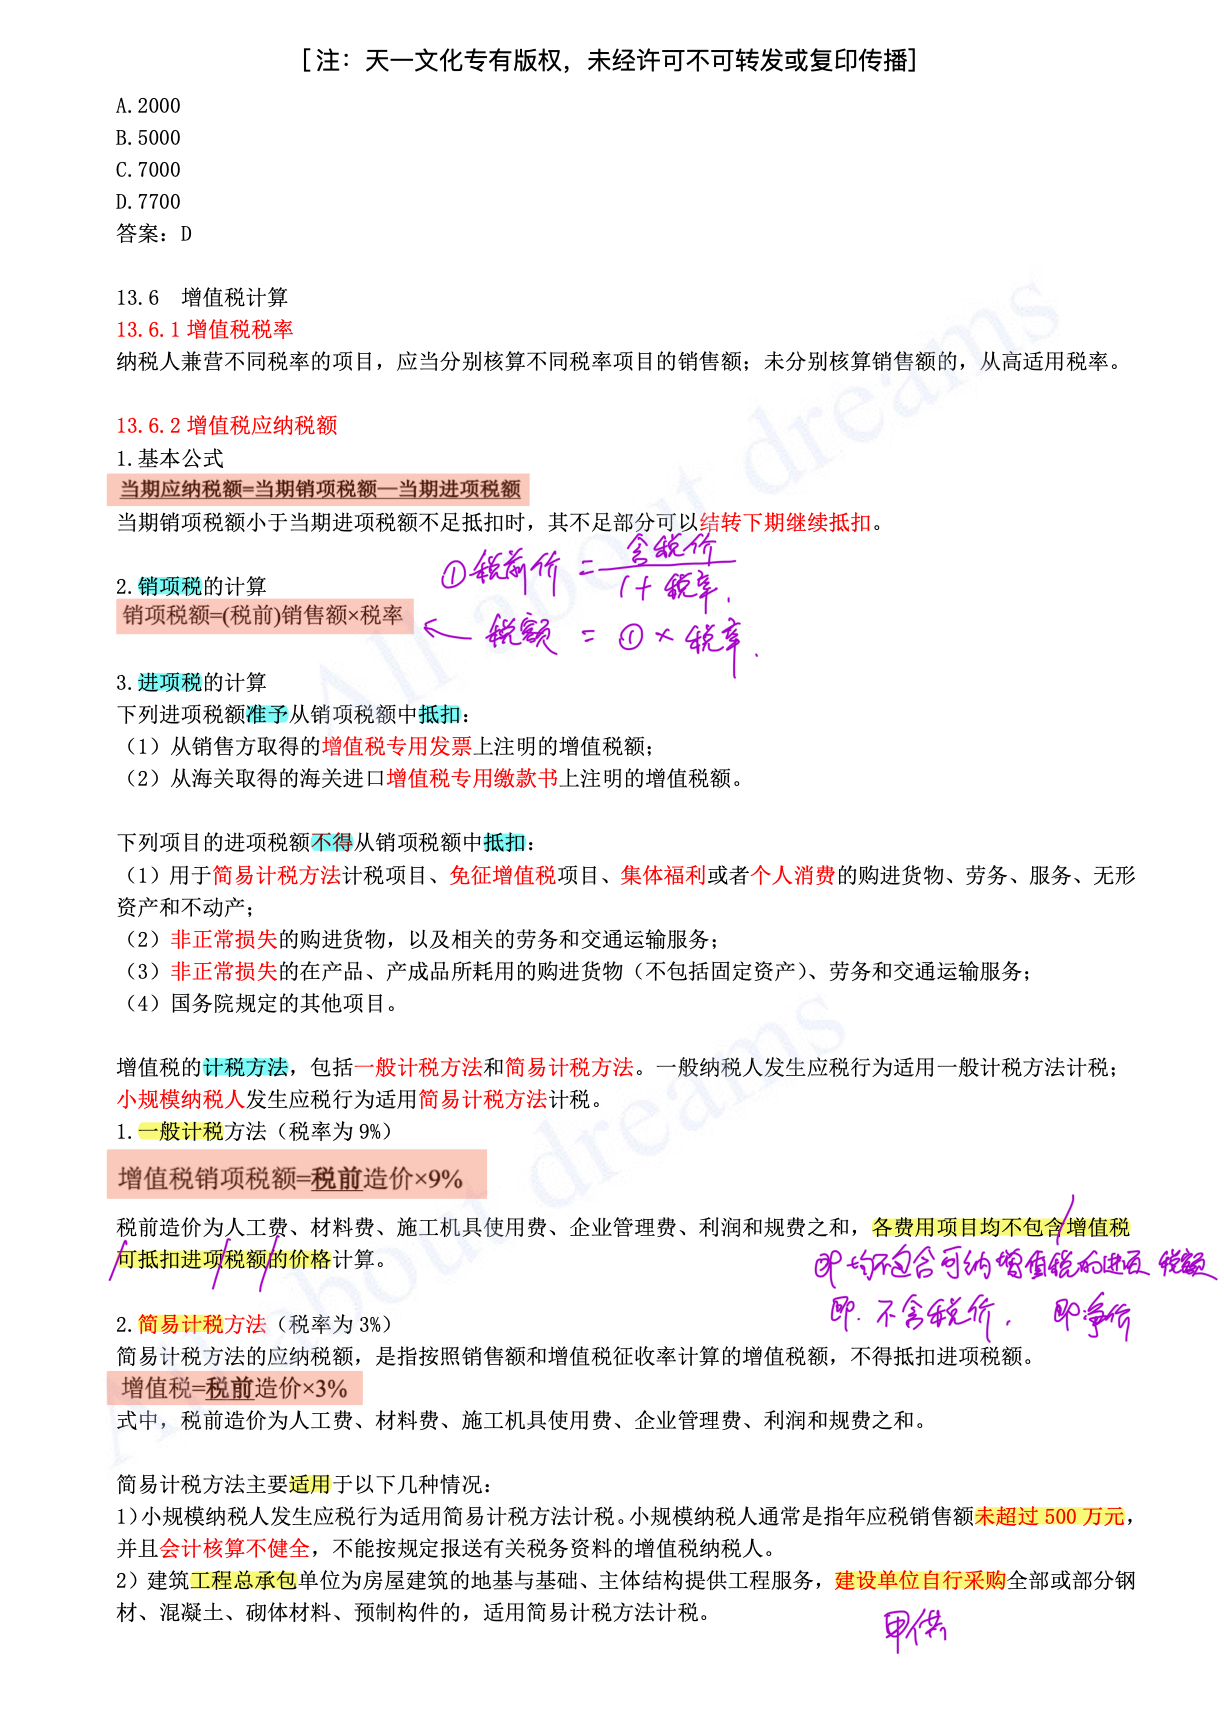 [注：天一文化专有版权，未经许可不可转发或复印传播]
A.2000
B.5000
C.7000
D.7700
答案：D
13.6 增值税计算
13.6.1 增值税税率
纳税人兼营不同税率的项目，应当分别核算不同税率项目的销售额；未分别核算销售额的，从高适用税率。
13.6.2 增值税应纳税额
1.基本公式
当期应纳税额=当期销项税额—当期进项税额
当期销项税额小于当期进项税额不足抵扣时，其不足部分可以结转下期继续抵扣。
①税前价 = 含税价 / 1+税率.
2.销项税的计算
销项税额=(税前)销售额×税率
← 税额 = ① × 税率.
3.进项税的计算
下列进项税额准予从销项税额中抵扣：
（1）从销售方取得的增值税专用发票上注明的增值税额；
（2）从海关取得的海关进口增值税专用缴款书上注明的增值税额。
下列项目的进项税额不得从销项税额中抵扣：
（1）用于简易计税方法计税项目、免征增值税项目、集体福利或者个人消费的购进货物、劳务、服务、无形
资产和不动产；
（2）非正常损失的购进货物，以及相关的劳务和交通运输服务；
（3）非正常损失的在产品、产成品所耗用的购进货物（不包括固定资产）、劳务和交通运输服务；
（4）国务院规定的其他项目。
增值税的计税方法，包括一般计税方法和简易计税方法。一般纳税人发生应税行为适用一般计税方法计税；
小规模纳税人发生应税行为适用简易计税方法计税。
1.一般计税方法（税率为 9%）
增值税销项税额=税前造价×9%
税前造价为人工费、材料费、施工机具使用费、企业管理费、利润和规费之和，各费用项目均不包含增值税
可抵扣进项税额的价格计算。
即均不包含可纳增值税的进项税额
即.不含税价. 即净价
2.简易计税方法（税率为 3%）
简易计税方法的应纳税额，是指按照销售额和增值税征收率计算的增值税额，不得抵扣进项税额。
增值税=税前造价×3%
式中，税前造价为人工费、材料费、施工机具使用费、企业管理费、利润和规费之和。
简易计税方法主要适用于以下几种情况：
1）小规模纳税人发生应税行为适用简易计税方法计税。小规模纳税人通常是指年应税销售额未超过 500 万元，
并且会计核算不健全，不能按规定报送有关税务资料的增值税纳税人。
2）建筑工程总承包单位为房屋建筑的地基与基础、主体结构提供工程服务，建设单位自行采购全部或部分钢
材、混凝土、砌体材料、预制构件的，适用简易计税方法计税。
甲供
All about dreams
All about dreams